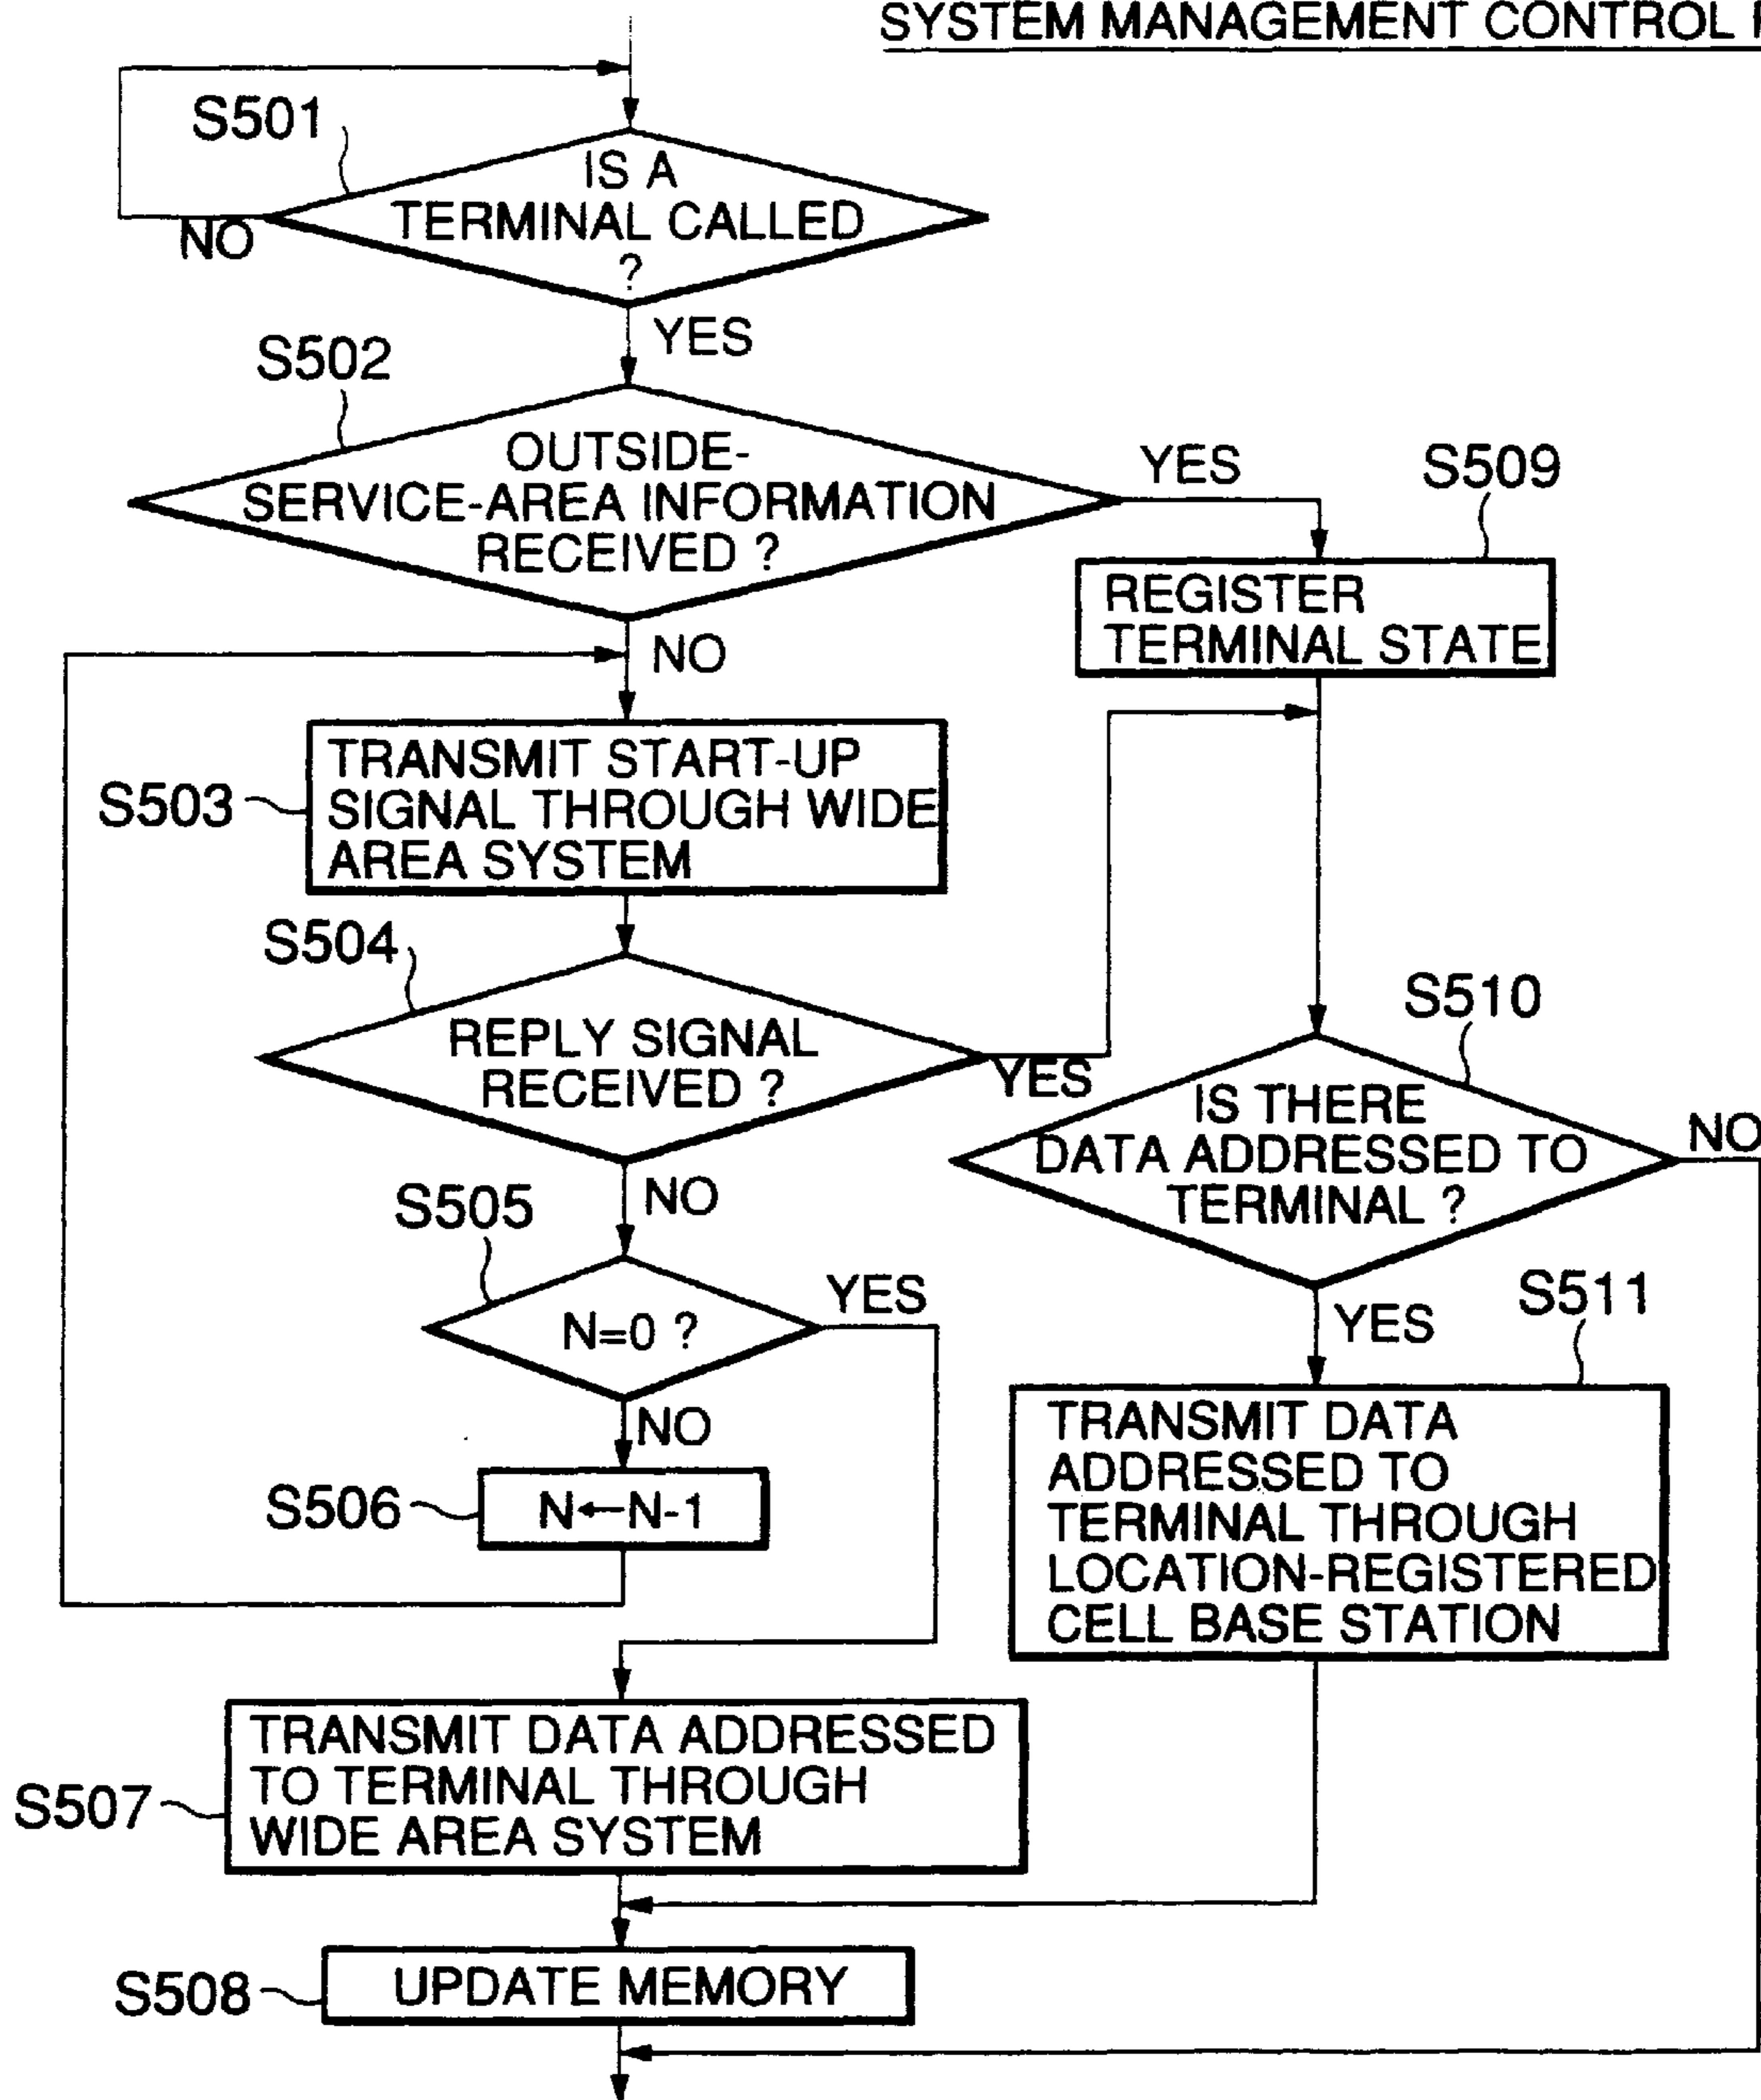 SYSTEM MANAGEMENT CONTROL
S501
IS A
TERMINAL CALLED
?
NO
YES
S502
OUTSIDE-
SERVICE-AREA INFORMATION
RECEIVED ?
YES
S509
REGISTER
TERMINAL STATE
NO
S503
TRANSMIT START-UP
SIGNAL THROUGH WIDE
AREA SYSTEM
S504
REPLY SIGNAL
RECEIVED ?
YES
S510
IS THERE
DATA ADDRESSED TO
TERMINAL ?
NO
NO
S505
N=0 ?
YES
YES
S511
TRANSMIT DATA
ADDRESSED TO
TERMINAL THROUGH
LOCATION-REGISTERED
CELL BASE STATION
NO
S506
N←N-1
S507
TRANSMIT DATA ADDRESSED
TO TERMINAL THROUGH
WIDE AREA SYSTEM
S508
UPDATE MEMORY